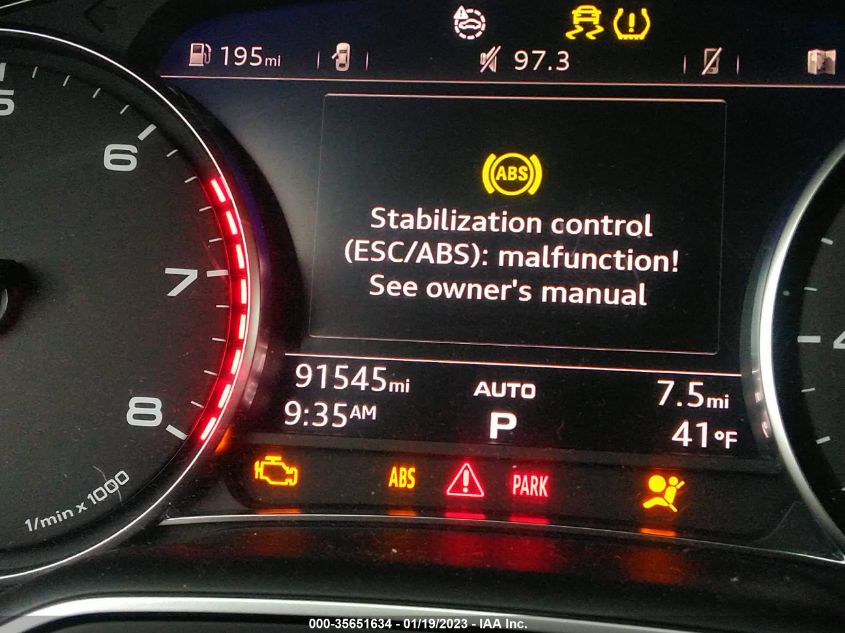 195mi
97.3
5
6
7
8
1/min x 1000
ABS
Stabilization control
(ESC/ABS): malfunction!
See owner's manual
91545mi
AUTO
7.5mi
9:35AM
P
41°F
ABS
PARK
4
000-35651634 - 01/19/2023 - IAA Inc.